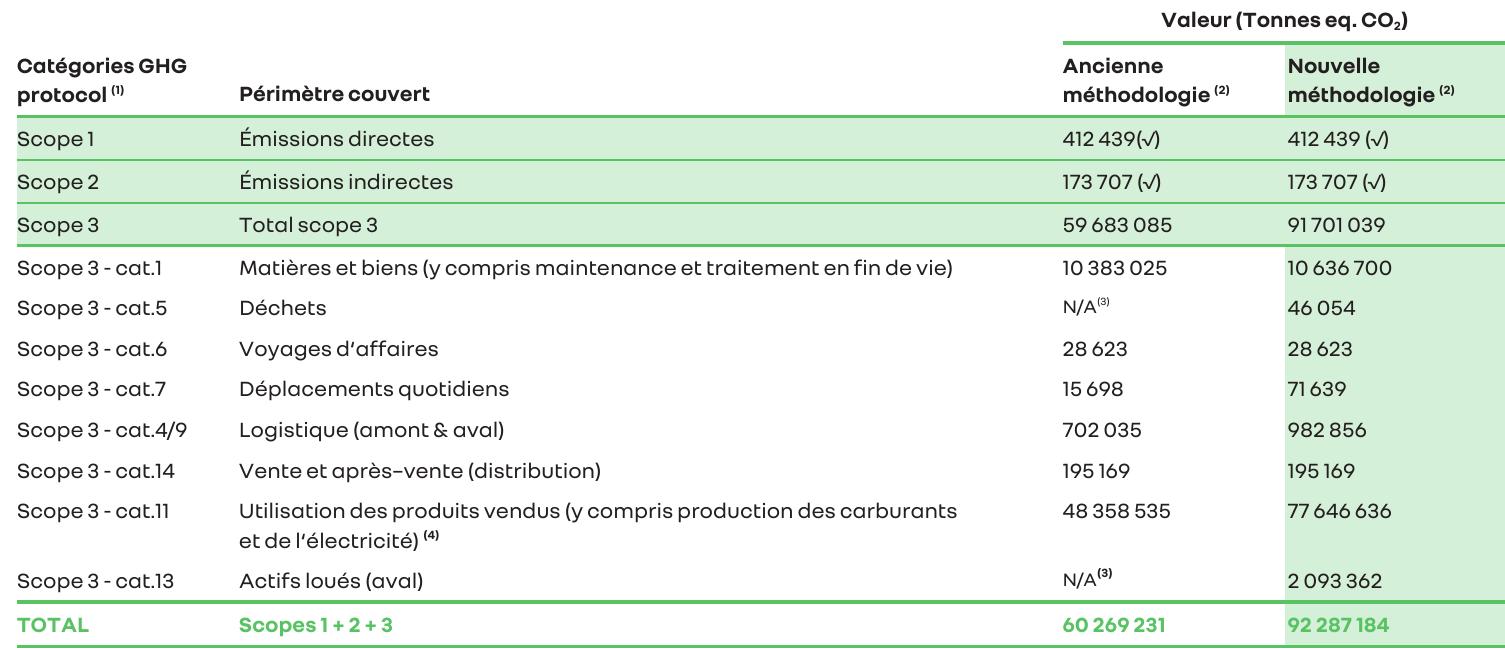 Valeur (Tonnes eq. CO₂)
Catégories GHG protocol (1) Périmètre couvert Ancienne méthodologie (2) Nouvelle méthodologie (2)
Scope 1 Émissions directes 412 439(√) 412 439 (√)
Scope 2 Émissions indirectes 173 707 (√) 173 707 (√)
Scope 3 Total scope 3 59 683 085 91 701 039
Scope 3 - cat.1 Matières et biens (y compris maintenance et traitement en fin de vie) 10 383 025 10 636 700
Scope 3 - cat.5 Déchets N/A(3) 46 054
Scope 3 - cat.6 Voyages d'affaires 28 623 28 623
Scope 3 - cat.7 Déplacements quotidiens 15 698 71 639
Scope 3 - cat.4/9 Logistique (amont & aval) 702 035 982 856
Scope 3 - cat.14 Vente et après-vente (distribution) 195 169 195 169
Scope 3 - cat.11 Utilisation des produits vendus (y compris production des carburants 48 358 535 77 646 636
et de l'électricité) (4)
Scope 3 - cat.13 Actifs loués (aval) N/A(3) 2 093 362
TOTAL Scopes 1 + 2 + 3 60 269 231 92 287 184